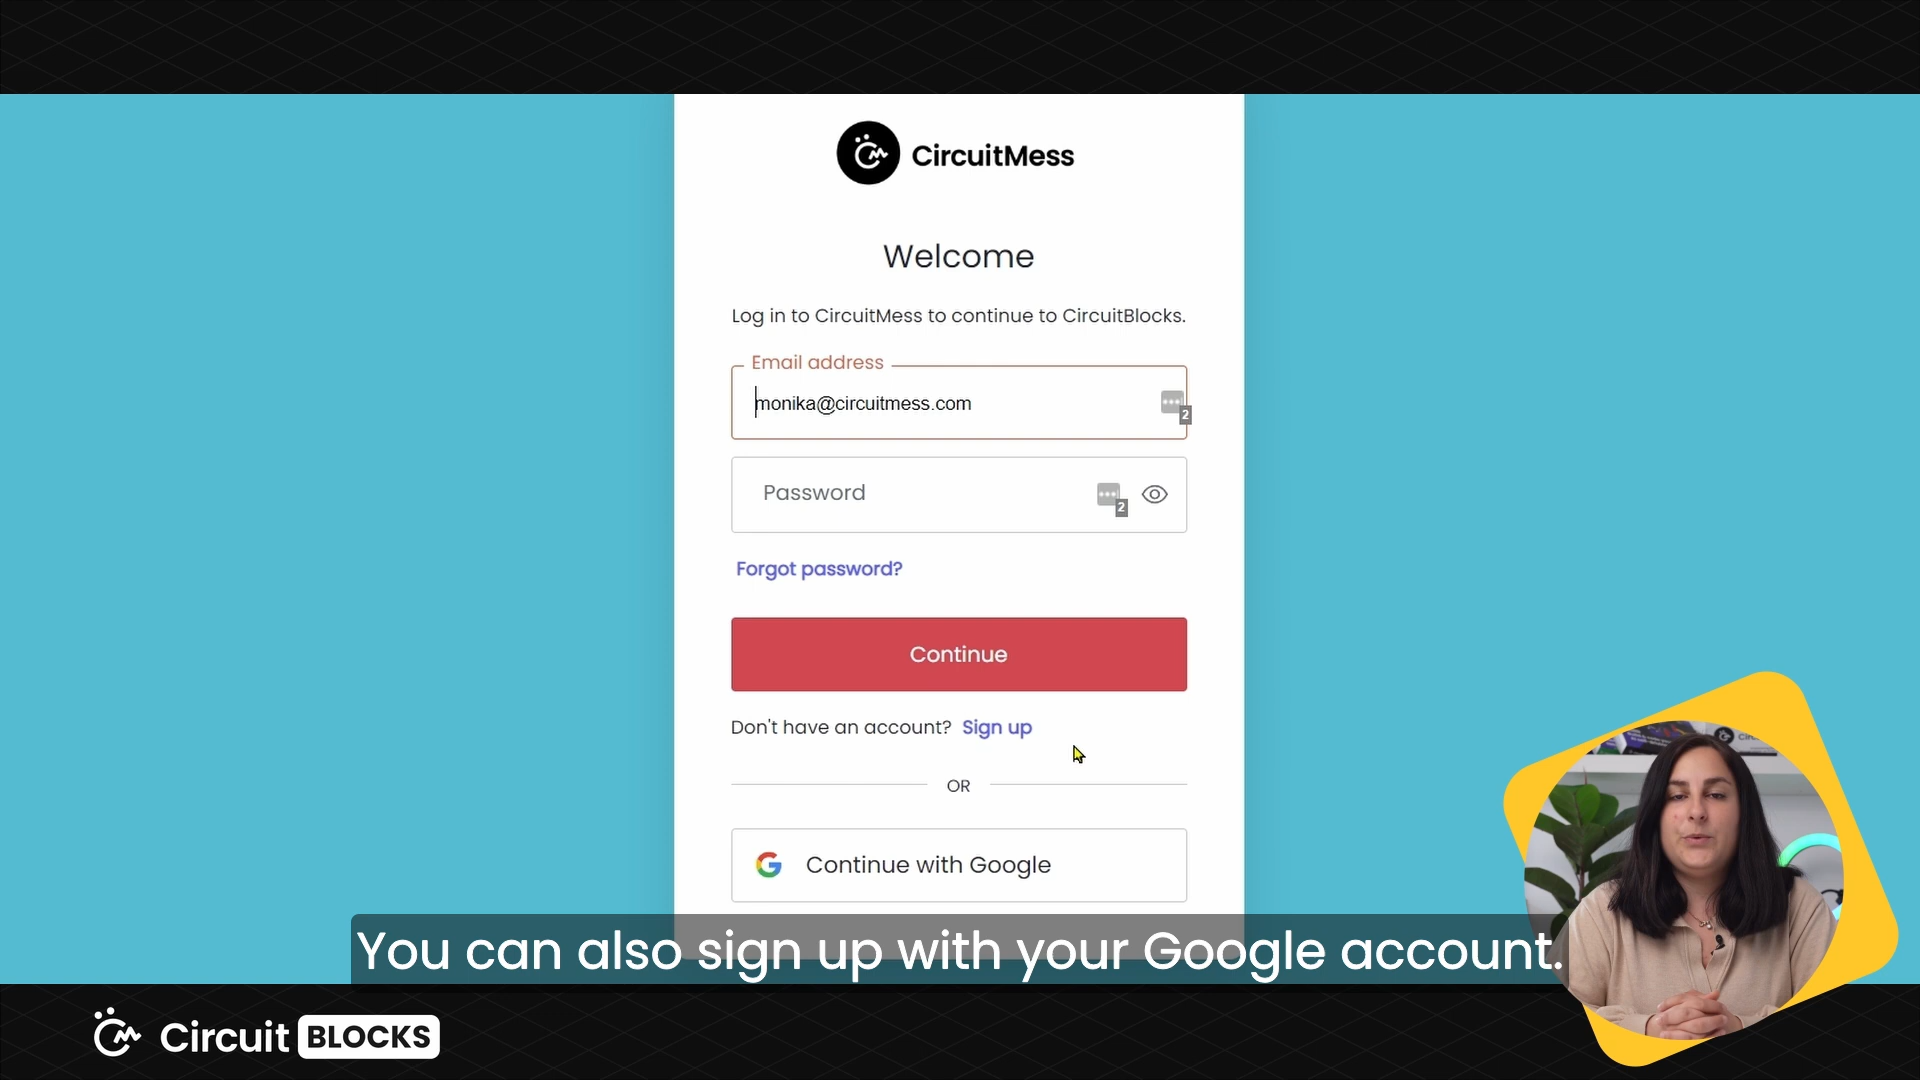 CircuitMess
Welcome
Log in to CircuitMess to continue to CircuitBlocks.
Email address
monika@circuitmess.com
2
Password
2
Forgot password?
Continue
Don't have an account? Sign up
OR
Continue with Google
You can also sign up with your Google account.
Circuit BLOCKS